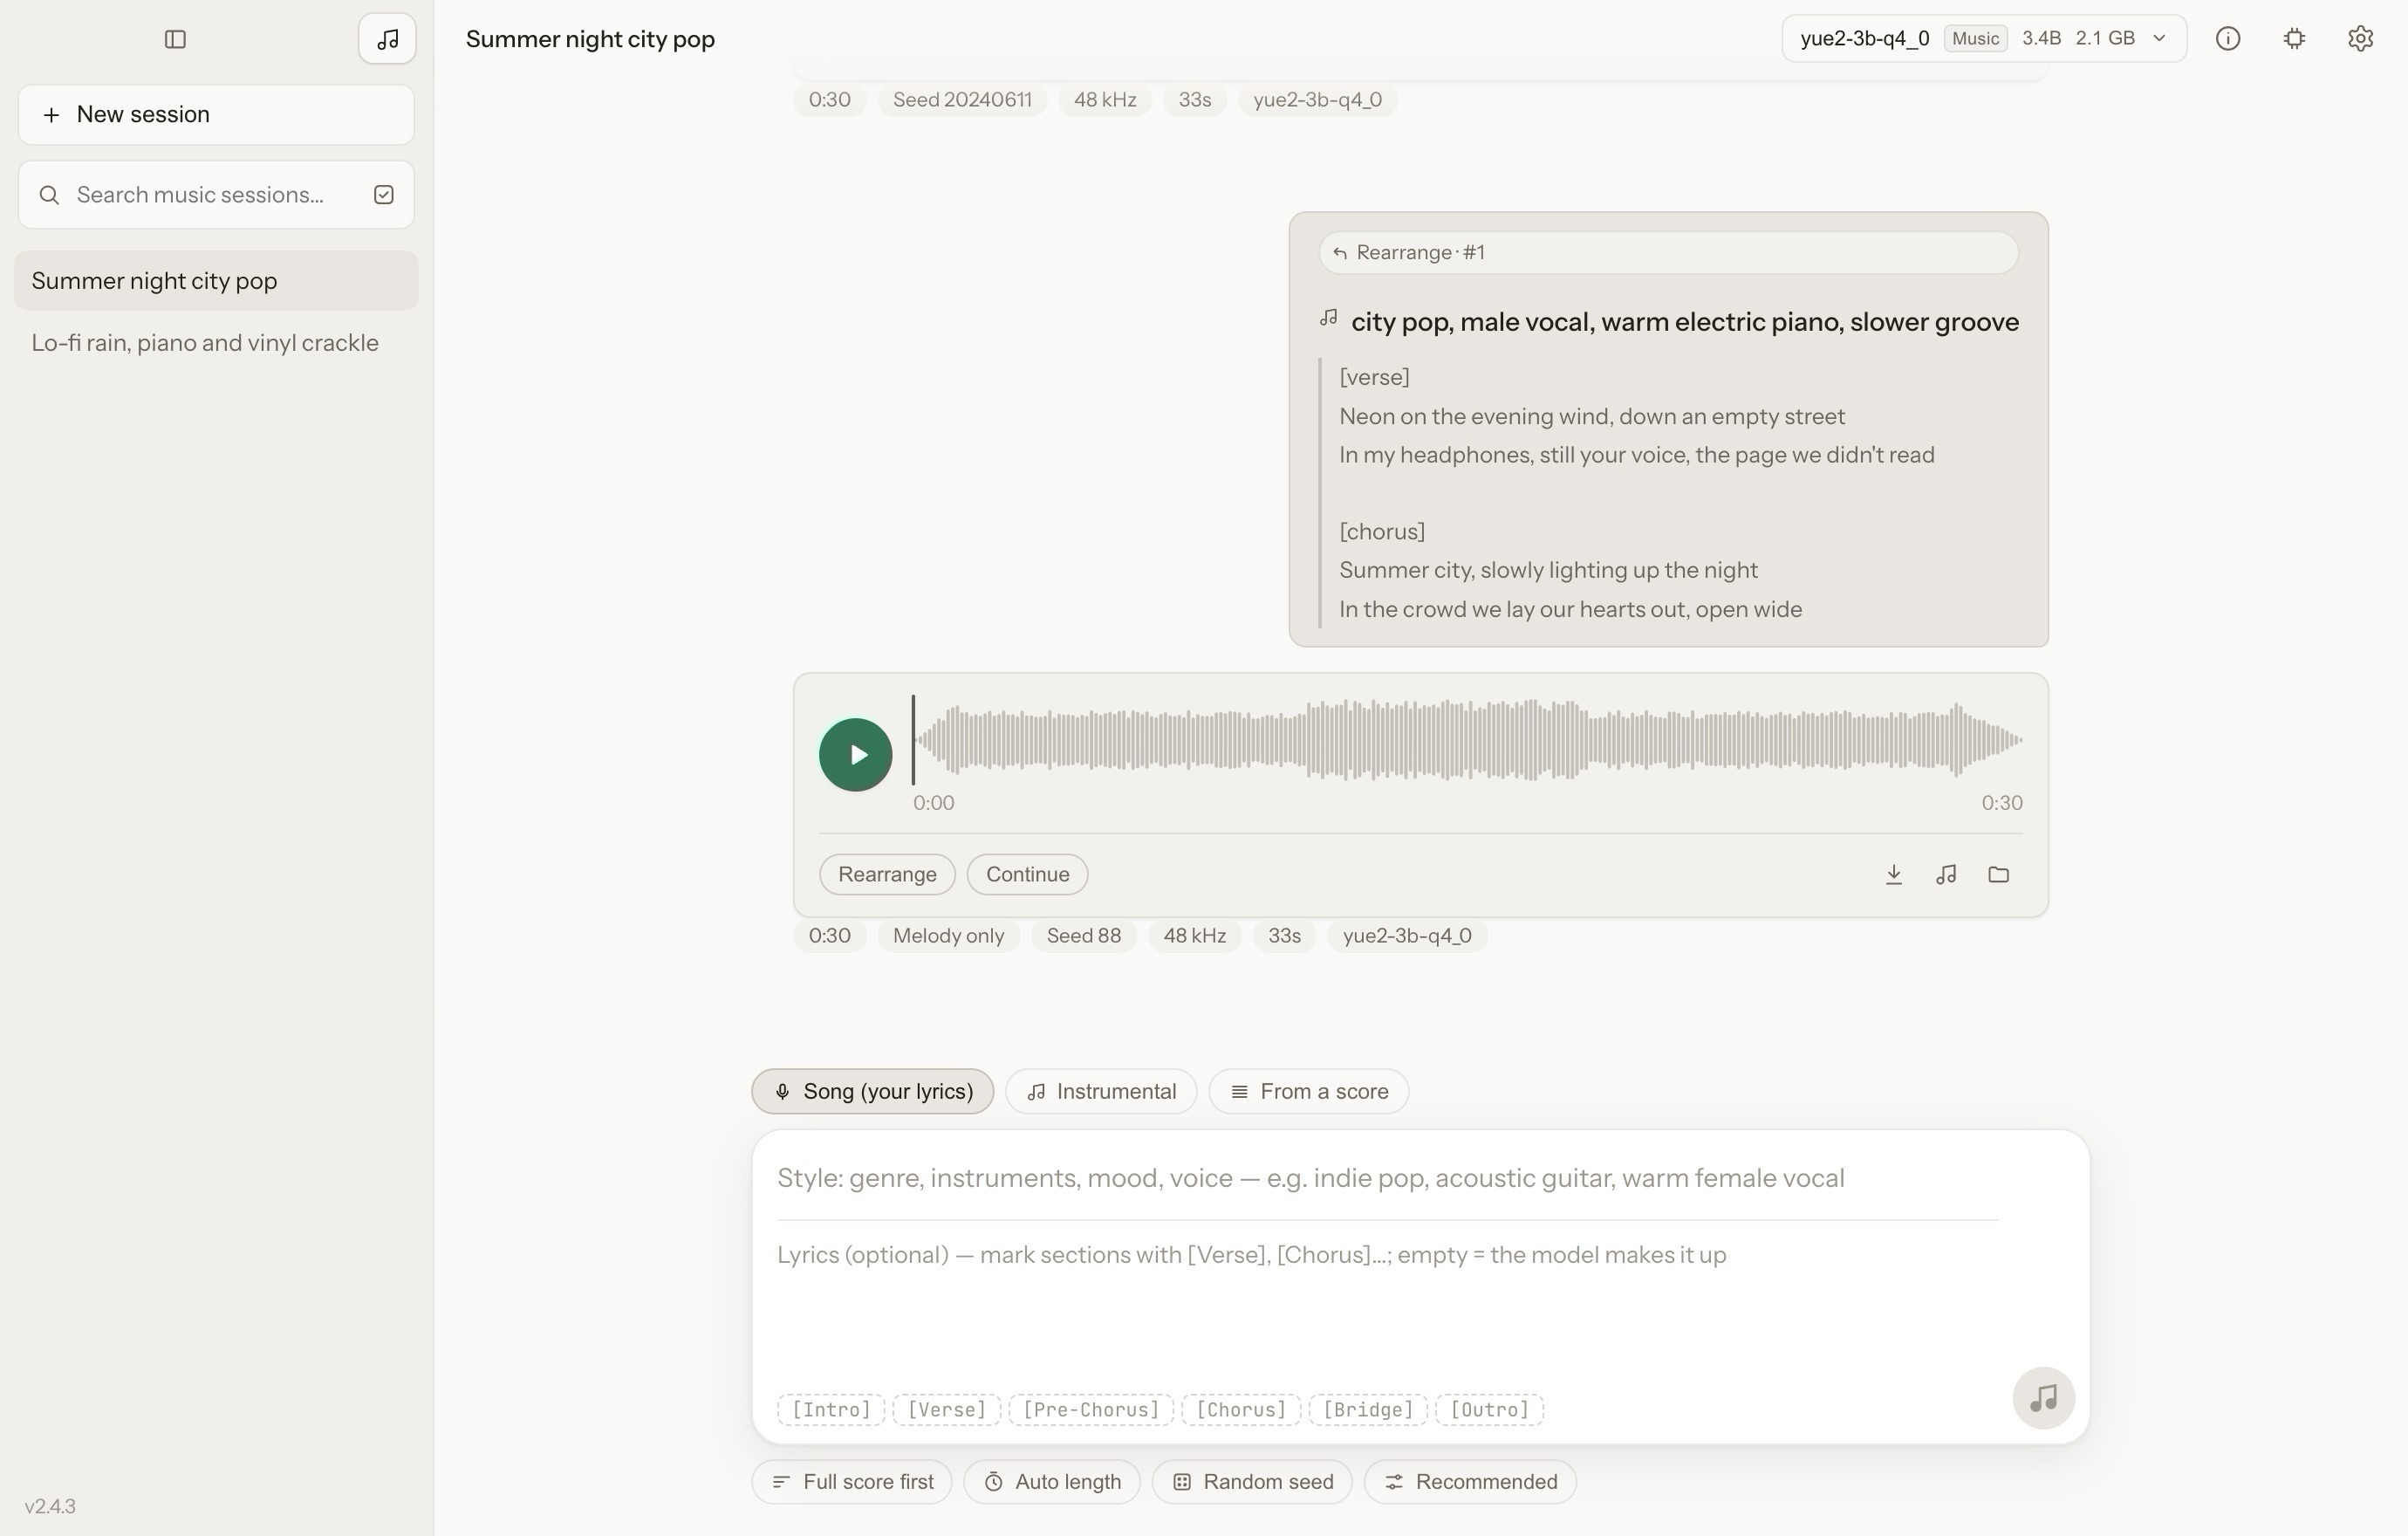 Summer night city pop
yue2-3b-q4_0 Music 3.4B 2.1 GB
New session
Search music sessions...
Summer night city pop
Lo-fi rain, piano and vinyl crackle
v2.4.3
0:30 Seed 20240611 48 kHz 33s yue2-3b-q4_0
Rearrange · #1
city pop, male vocal, warm electric piano, slower groove
[verse]
Neon on the evening wind, down an empty street
In my headphones, still your voice, the page we didn't read
[chorus]
Summer city, slowly lighting up the night
In the crowd we lay our hearts out, open wide
0:00 0:30
Rearrange Continue
0:30 Melody only Seed 88 48 kHz 33s yue2-3b-q4_0
Song (your lyrics) Instrumental From a score
Style: genre, instruments, mood, voice — e.g. indie pop, acoustic guitar, warm female vocal
Lyrics (optional) — mark sections with [Verse], [Chorus]...; empty = the model makes it up
[Intro] [Verse] [Pre-Chorus] [Chorus] [Bridge] [Outro]
Full score first Auto length Random seed Recommended